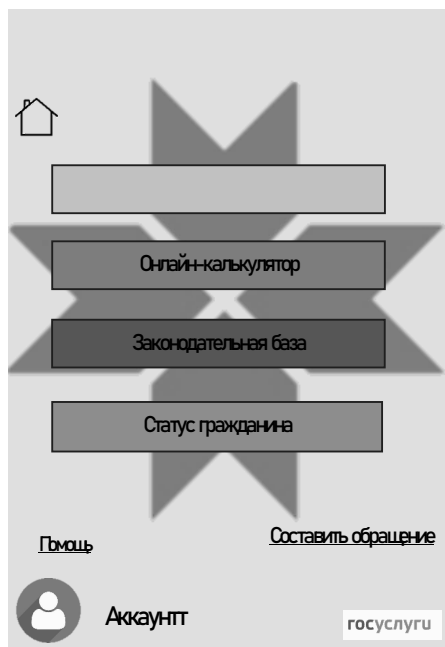 Онлайн-калькулятор
Законодательная база
Статус гражданина
Помощь
Составить обращение
Аккаунтт
госуслуги